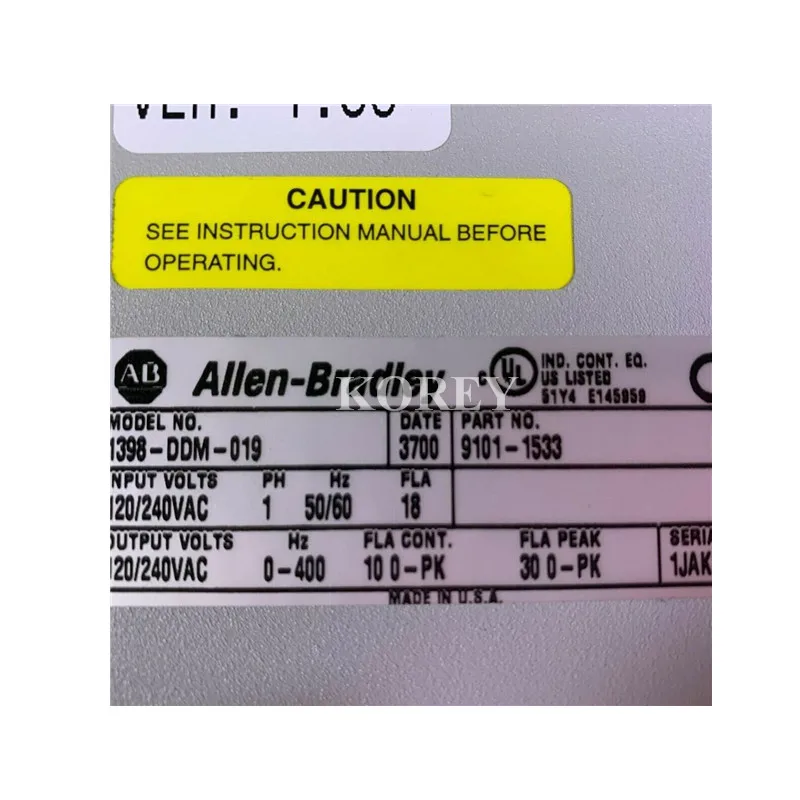 CAUTION
SEE INSTRUCTION MANUAL BEFORE
OPERATING.
AB Allen-Bradley
KOREY
c UL IND. CONT. EQ.
US LISTED
51Y4 E145959
MODEL NO. DATE PART NO.
1398-DDM-019 3700 9101-1533
INPUT VOLTS PH Hz FLA
120/240VAC 1 50/60 18
OUTPUT VOLTS Hz FLA CONT. FLA PEAK SERIA
120/240VAC 0-400 10 0-PK 30 0-PK 1JAK
MADE IN U.S.A.